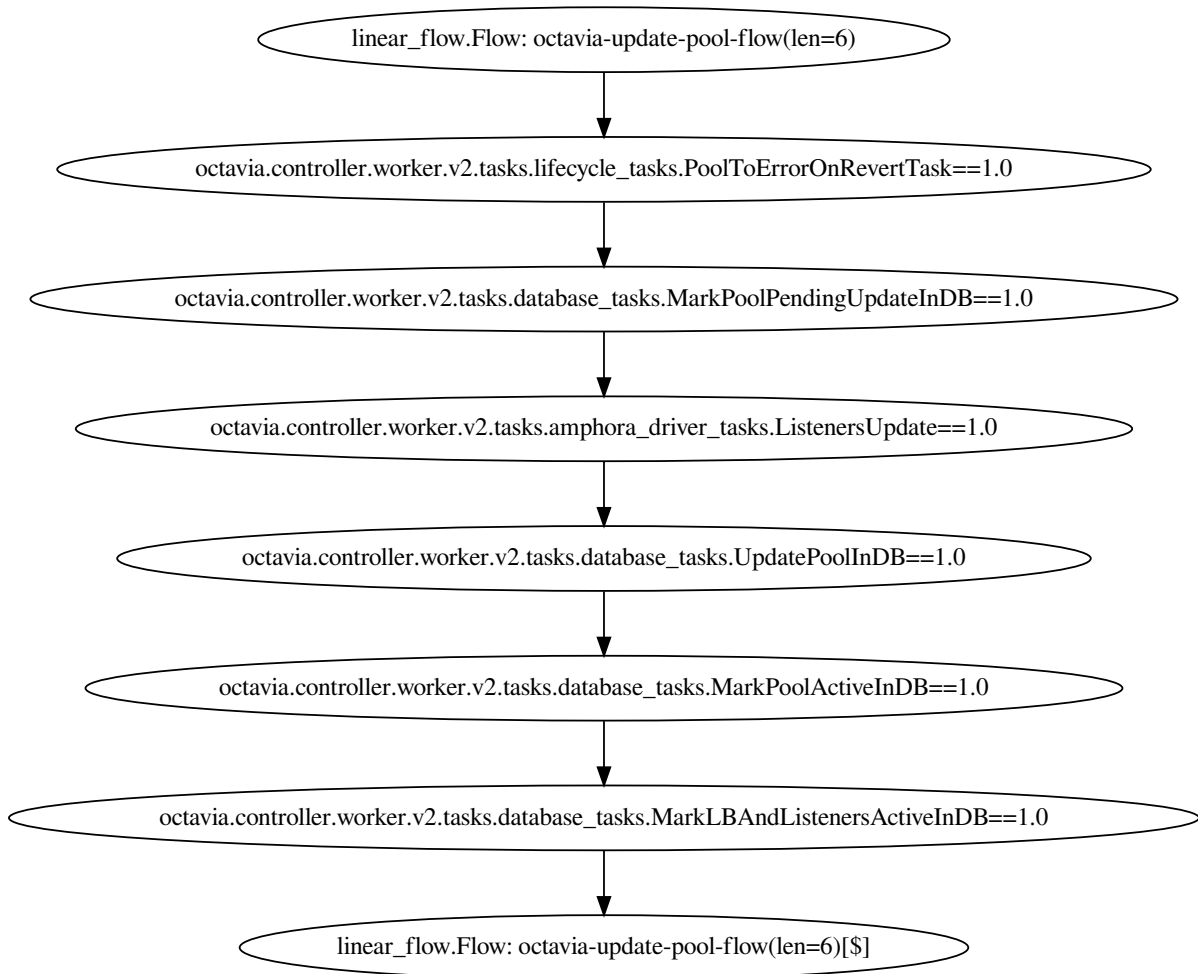 linear_flow.Flow: octavia-update-pool-flow(len=6)
octavia.controller.worker.v2.tasks.lifecycle_tasks.PoolToErrorOnRevertTask==1.0
octavia.controller.worker.v2.tasks.database_tasks.MarkPoolPendingUpdateInDB==1.0
octavia.controller.worker.v2.tasks.amphora_driver_tasks.ListenersUpdate==1.0
octavia.controller.worker.v2.tasks.database_tasks.UpdatePoolInDB==1.0
octavia.controller.worker.v2.tasks.database_tasks.MarkPoolActiveInDB==1.0
octavia.controller.worker.v2.tasks.database_tasks.MarkLBAndListenersActiveInDB==1.0
linear_flow.Flow: octavia-update-pool-flow(len=6)[$]